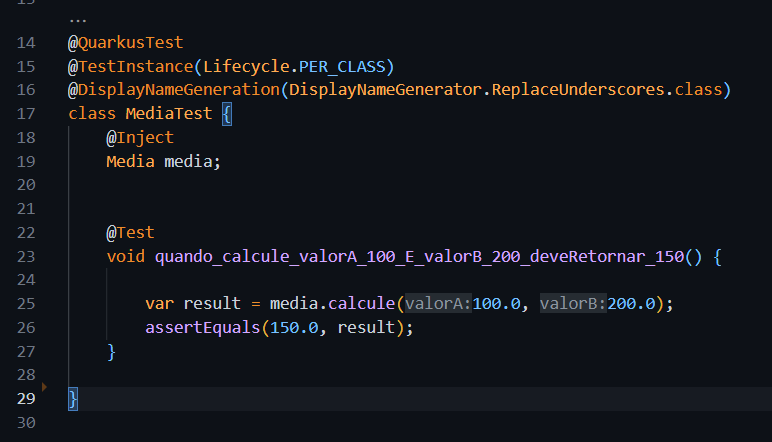 ...
14 @QuarkusTest
15 @TestInstance(Lifecycle.PER_CLASS)
16 @DisplayNameGeneration(DisplayNameGenerator.ReplaceUnderscores.class)
17 class MediaTest {
18     @Inject
19     Media media;
20
21
22     @Test
23     void quando_calcule_valorA_100_E_valorB_200_deveRetornar_150() {
24
25         var result = media.calcule(valorA:100.0, valorB:200.0);
26         assertEquals(150.0, result);
27     }
28
29 }
30